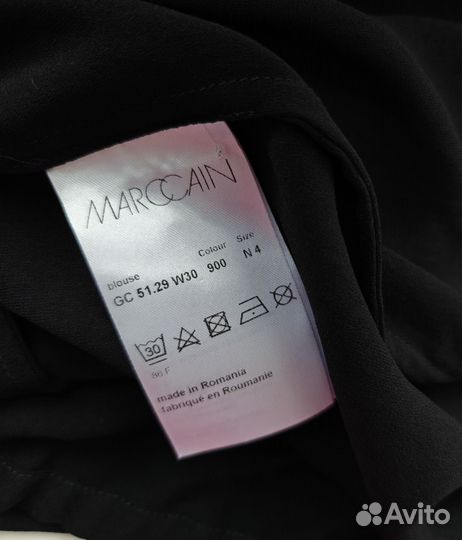 MARCCAIN
blouse Colour Size
GC 51.29 W30 900 N 4
30
86 F
made in Romania
fabriqué en Roumanie
Avito